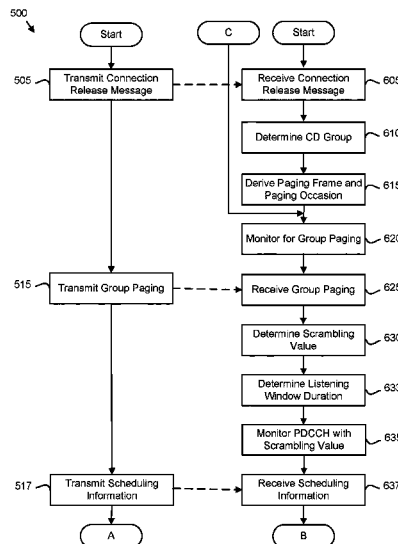 500
Start
C
Start
505
Transmit Connection
Release Message
Receive Connection
Release Message
605
Determine CD Group
610
Derive Paging Frame and
Paging Occasion
615
Monitor for Group Paging
620
515
Transmit Group Paging
Receive Group Paging
625
Determine Scrambling
Value
630
Determine Listening
Window Duration
633
Monitor PDCCH with
Scrambling Value
635
517
Transmit Scheduling
Information
Receive Scheduling
Information
637
A
B